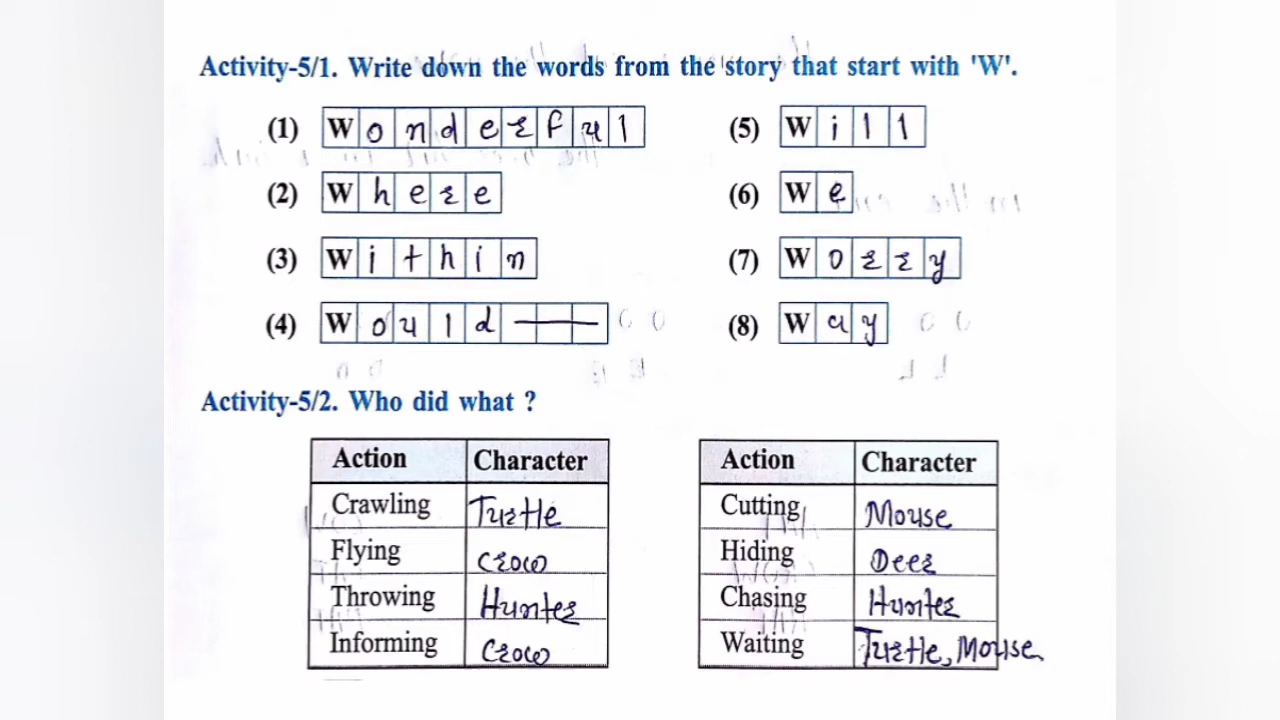 Activity-5/1. Write down the words from the story that start with 'W'.
(1) Wonderful (5) Will
(2) Where (6) We
(3) Within (7) Worry
(4) Would (8) Way
Activity-5/2. Who did what ?
Action Character Action Character
Crawling Turtle Cutting Mouse
Flying Crow Hiding Deer
Throwing Hunter Chasing Hunter
Informing Crow Waiting Turtle, Mouse